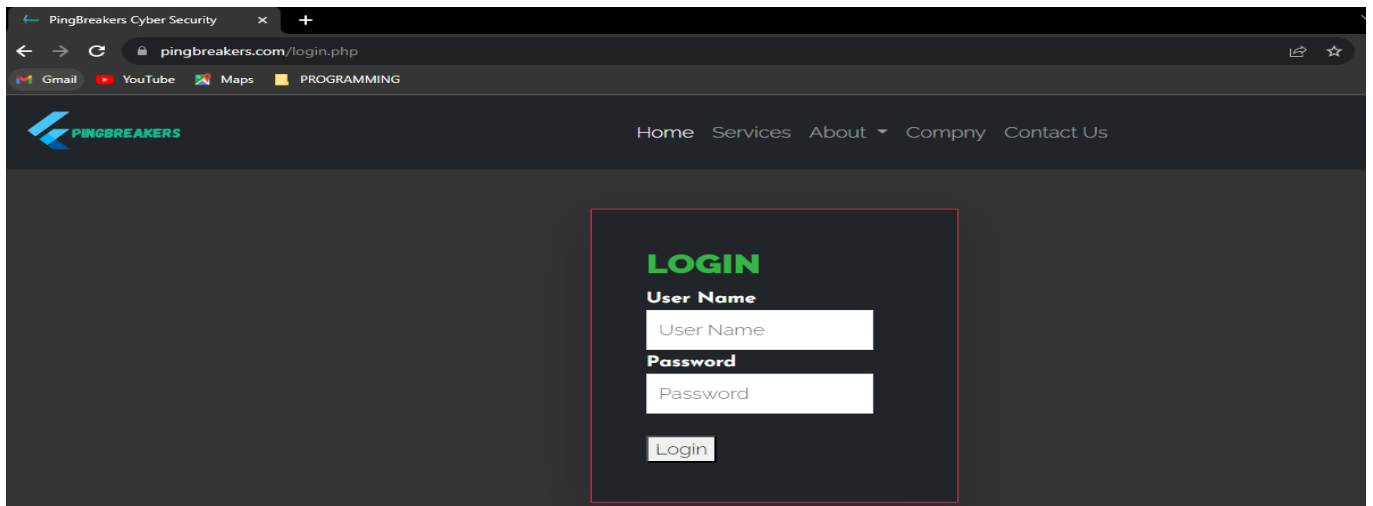 PingBreakers Cyber Security
pingbreakers.com/login.php
Gmail YouTube Maps PROGRAMMING
PINGBREAKERS Home Services About Compny Contact Us
LOGIN
User Name
User Name
Password
Password
Login